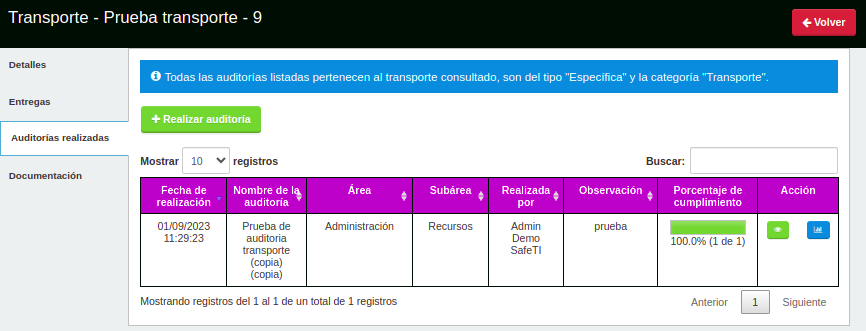 Transporte - Prueba transporte - 9
Volver
Detalles
Entregas
Auditorías realizadas
Documentación
Todas las auditorías listadas pertenecen al transporte consultado, son del tipo "Específica" y la categoría "Transporte".
Realizar auditoría
Mostrar 10 registros
Buscar:
Fecha de realización
Nombre de la auditoría
Área
Subárea
Realizada por
Observación
Porcentaje de cumplimiento
Acción
01/09/2023 11:29:23
Prueba de auditoria transporte (copia) (copia)
Administración
Recursos
Admin Demo SafeTI
prueba
100.0% (1 de 1)
Mostrando registros del 1 al 1 de un total de 1 registros
Anterior 1 Siguiente